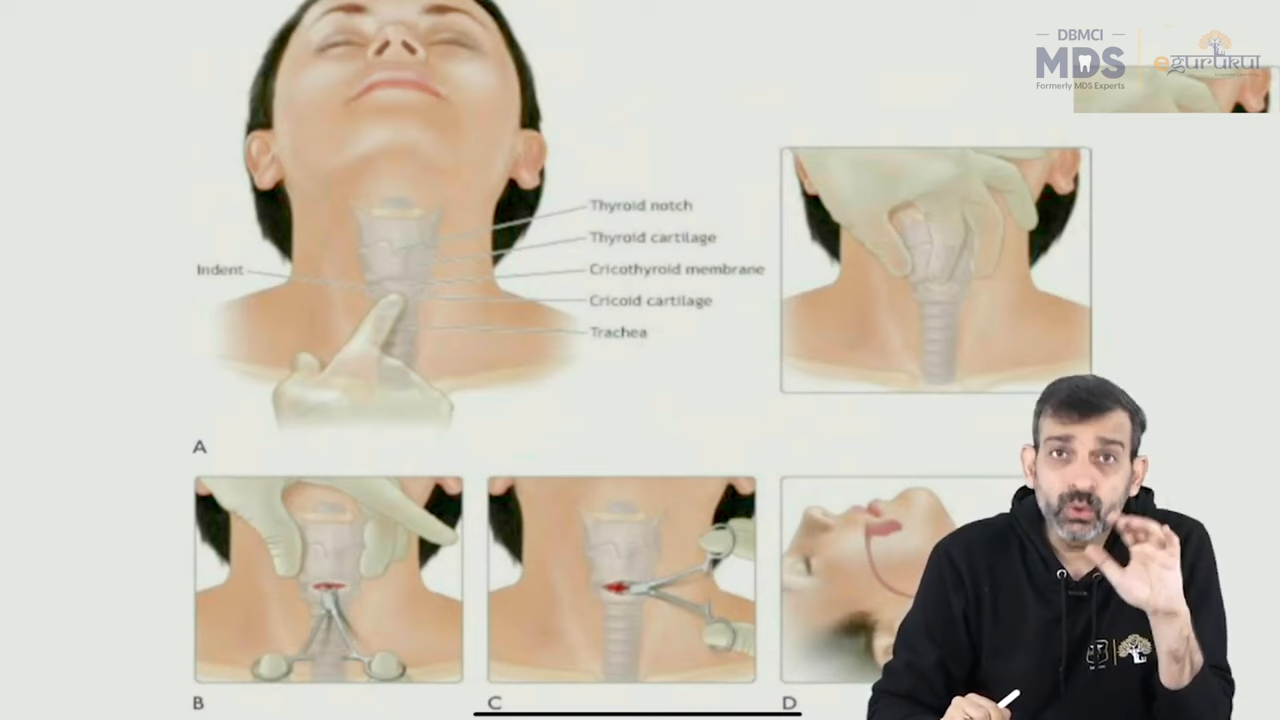 DBMCI
MDS
Formerly MDS Experts
egurukul
Thyroid notch
Thyroid cartilage
Indent
Cricothyroid membrane
Cricoid cartilage
Trachea
A
B
C
D